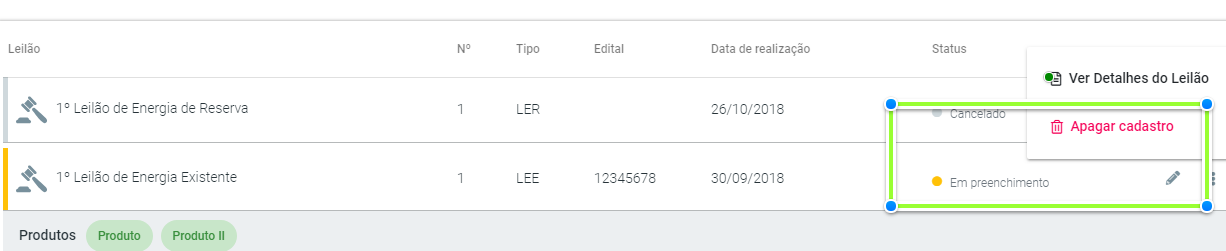 Leilão Nº Tipo Edital Data de realização Status
Ver Detalhes do Leilão
1º Leilão de Energia de Reserva 1 LER 26/10/2018 Cancelado
Apagar cadastro
1º Leilão de Energia Existente 1 LEE 12345678 30/09/2018 Em preenchimento
Produtos Produto Produto II